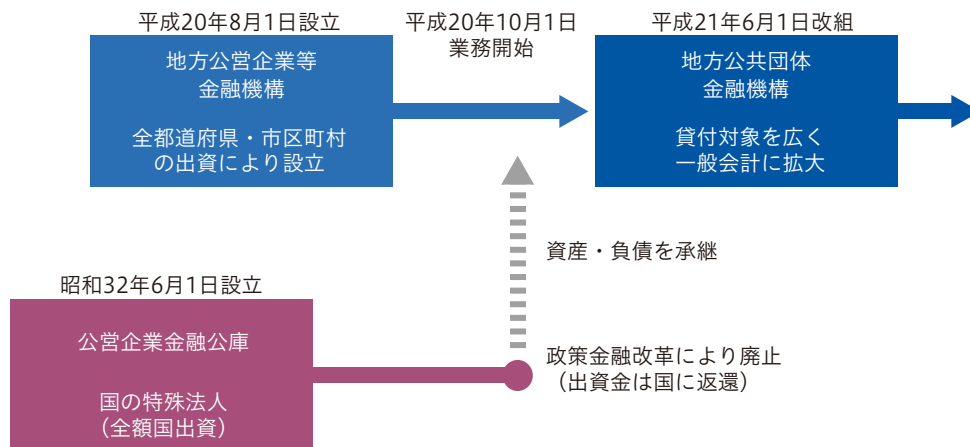 平成20年8月1日設立
地方公営企業等
金融機構
全都道府県・市区町村
の出資により設立
平成20年10月1日
業務開始
平成21年6月1日改組
地方公共団体
金融機構
貸付対象を広く
一般会計に拡大
資産・負債を承継
昭和32年6月1日設立
公営企業金融公庫
国の特殊法人
（全額国出資）
政策金融改革により廃止
（出資金は国に返還）